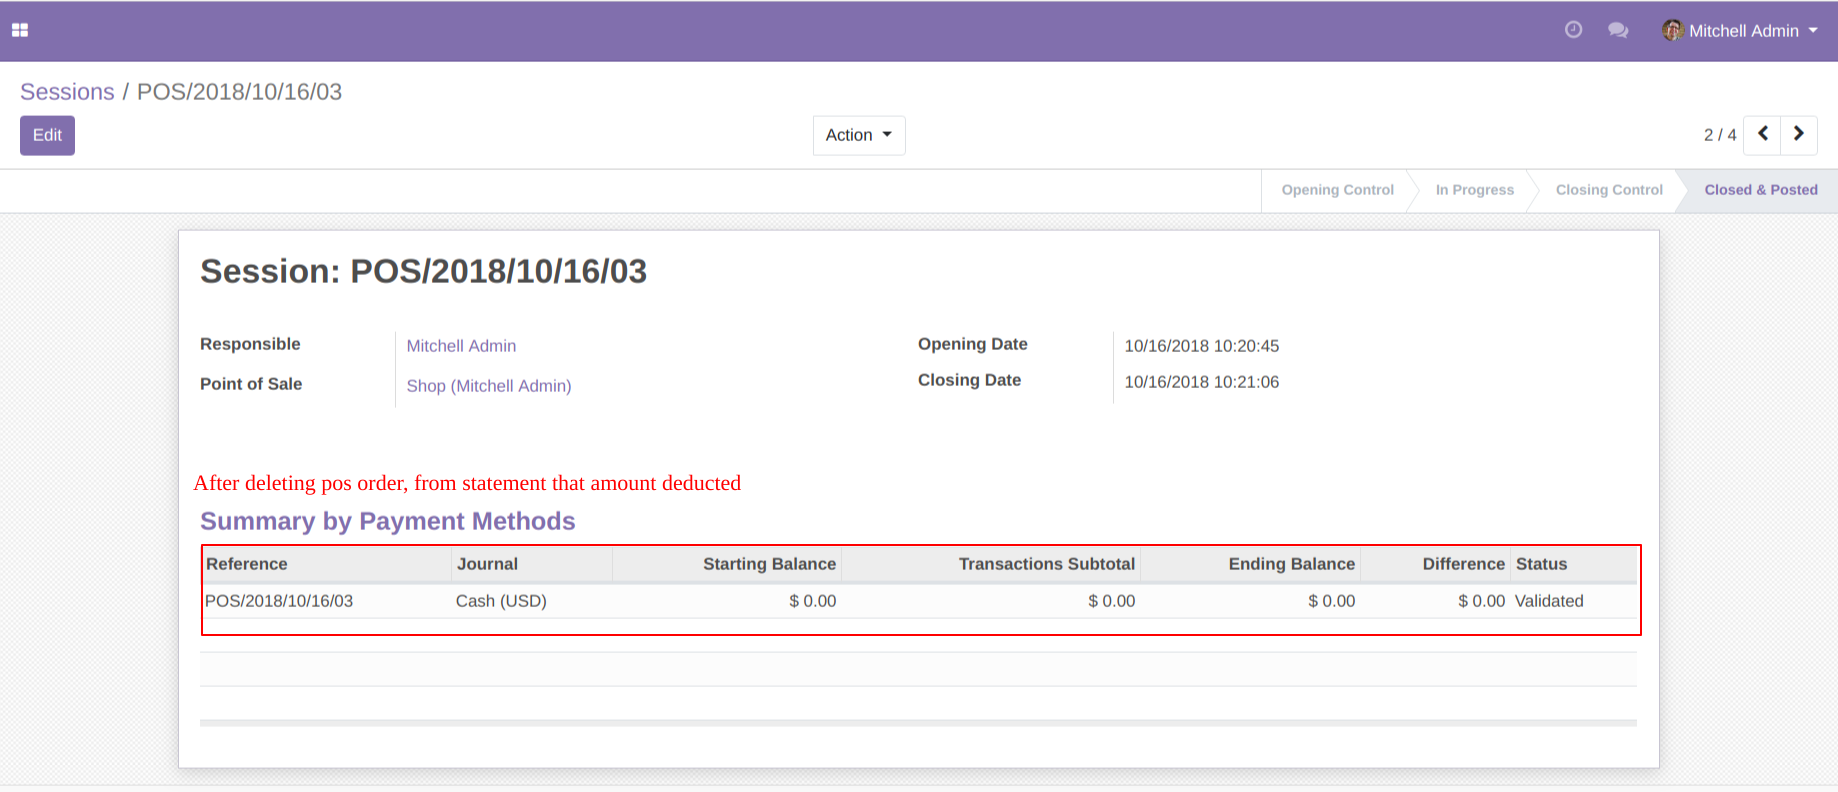 Mitchell Admin
Sessions / POS/2018/10/16/03
Edit Action 2 / 4
Opening Control In Progress Closing Control Closed & Posted
Session: POS/2018/10/16/03
Responsible Mitchell Admin Opening Date 10/16/2018 10:20:45
Point of Sale Shop (Mitchell Admin) Closing Date 10/16/2018 10:21:06
After deleting pos order, from statement that amount deducted
Summary by Payment Methods
Reference Journal Starting Balance Transactions Subtotal Ending Balance Difference Status
POS/2018/10/16/03 Cash (USD) $ 0.00 $ 0.00 $ 0.00 $ 0.00 Validated